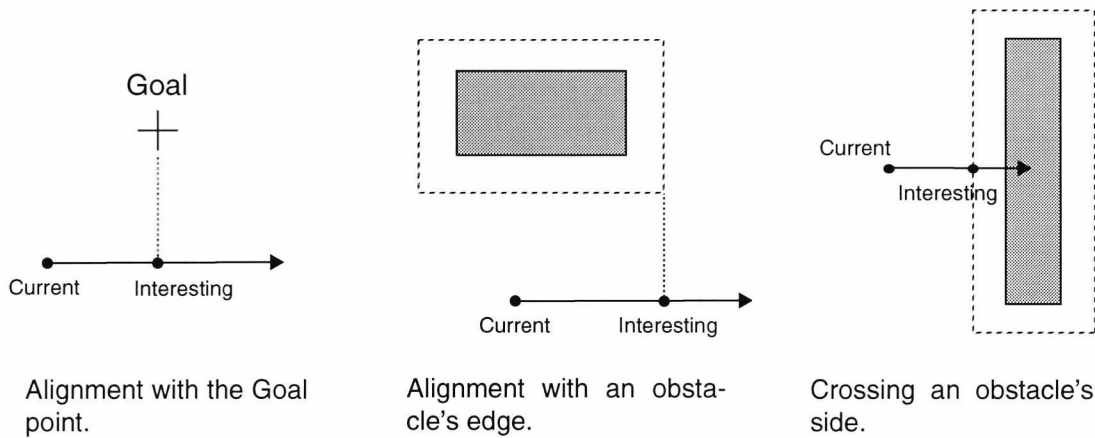 Goal
Current
Interesting
Alignment with the Goal
point.
Current
Interesting
Alignment with an obsta-
cle's edge.
Current
Interesting
Crossing an obstacle's
side.